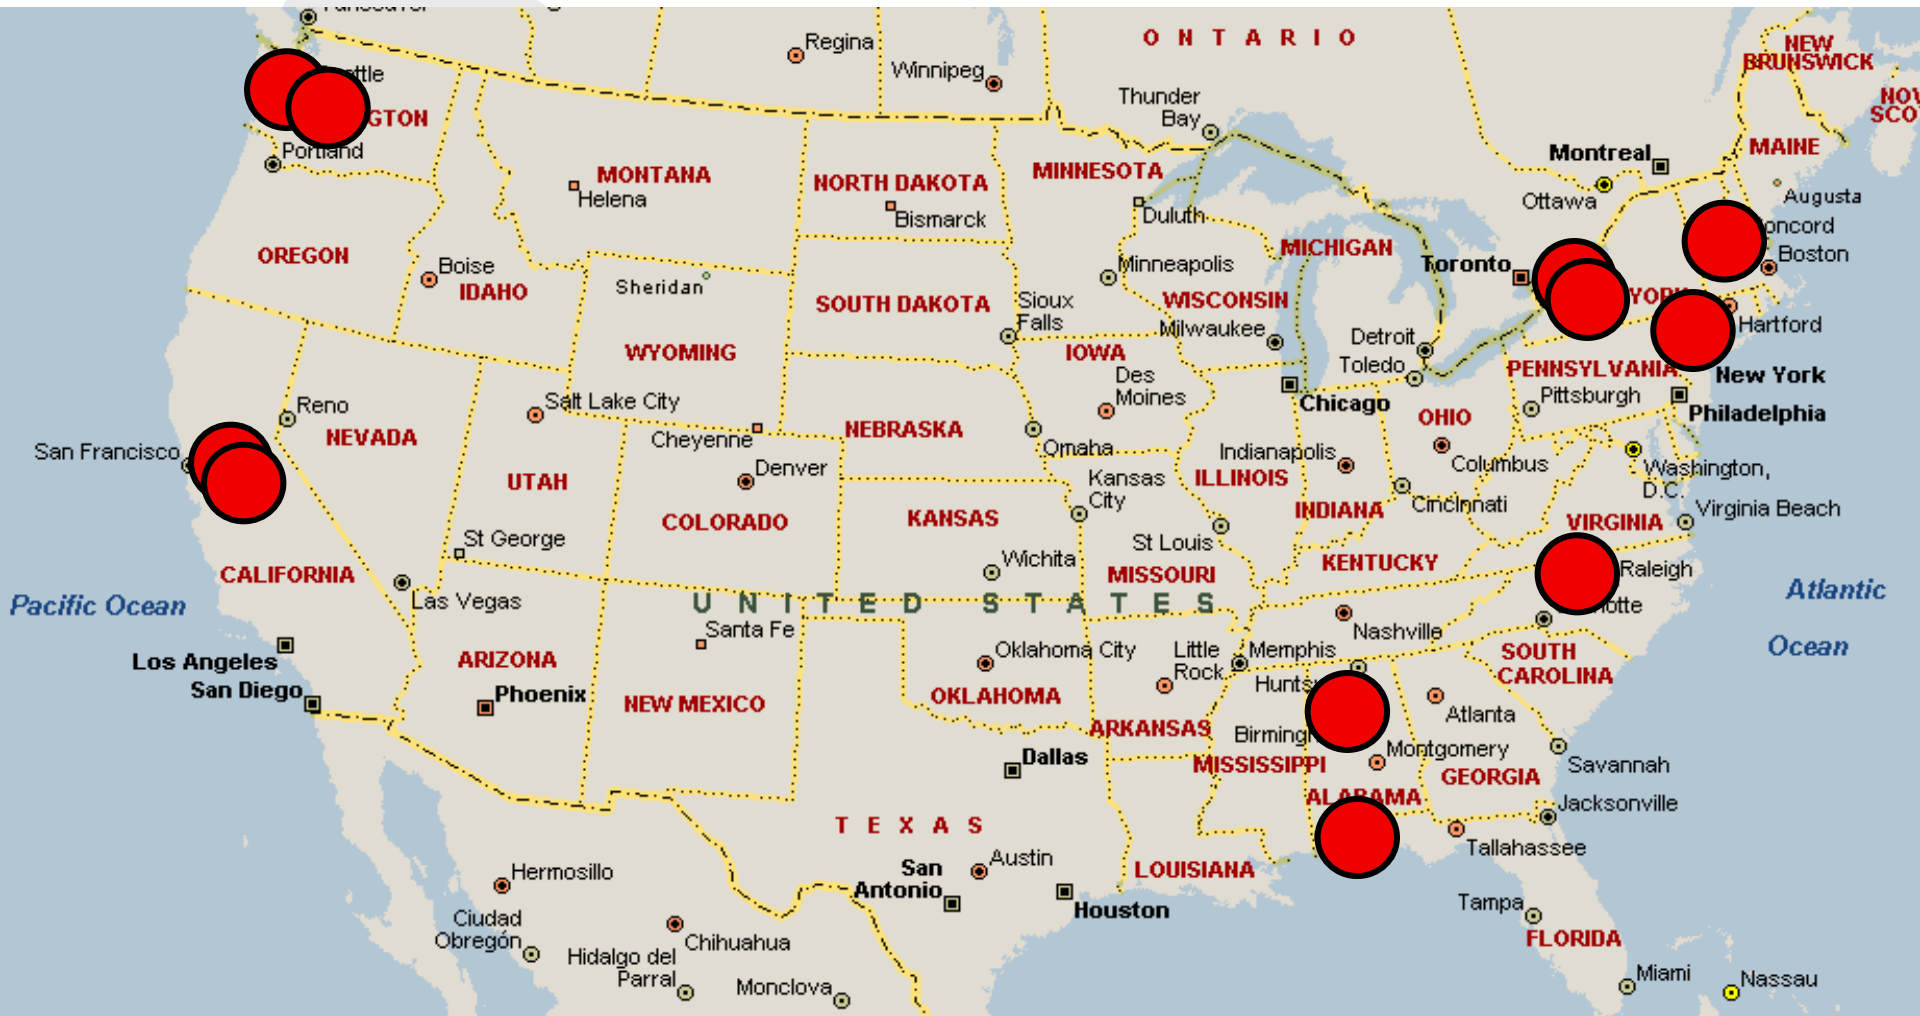 Regina
Winnipeg
ONTARIO
NEW
BRUNSWICK
Thunder
Bay
Montreal
MAINE
Ottawa
Augusta
Portland
MONTANA
Helena
NORTH DAKOTA
Bismarck
MINNESOTA
Duluth
MICHIGAN
Toronto
Boston
OREGON
Boise
IDAHO
Sheridan
SOUTH DAKOTA
Minneapolis
Sioux
Falls
WISCONSIN
Milwaukee
Detroit
Toledo
Hartford
WYOMING
IOWA
Des
Moines
PENNSYLVANIA
Pittsburgh
New York
Philadelphia
Reno
NEVADA
Salt Lake City
Cheyenne
NEBRASKA
Omaha
Chicago
OHIO
Columbus
San Francisco
UTAH
Denver
COLORADO
KANSAS
Kansas
City
Indianapolis
ILLINOIS
INDIANA
Cincinnati
Washington,
D.C.
VIRGINIA
Virginia Beach
St George
Wichita
St Louis
MISSOURI
KENTUCKY
Raleigh
CALIFORNIA
Las Vegas
Pacific Ocean
UNITED STATES
Atlantic
Ocean
Santa Fe
Nashville
Los Angeles
San Diego
ARIZONA
Phoenix
NEW MEXICO
Oklahoma City
OKLAHOMA
Little
Rock
Memphis
ARKANSAS
SOUTH
CAROLINA
Atlanta
Montgomery
MISSISSIPPI
GEORGIA
Savannah
Dallas
ALABAMA
Jacksonville
TEXAS
Tallahassee
San
Antonio
Austin
LOUISIANA
Houston
Tampa
FLORIDA
Hermosillo
Ciudad
Obregón
Chihuahua
Hidalgo del
Parral
Monclova
Miami
Nassau